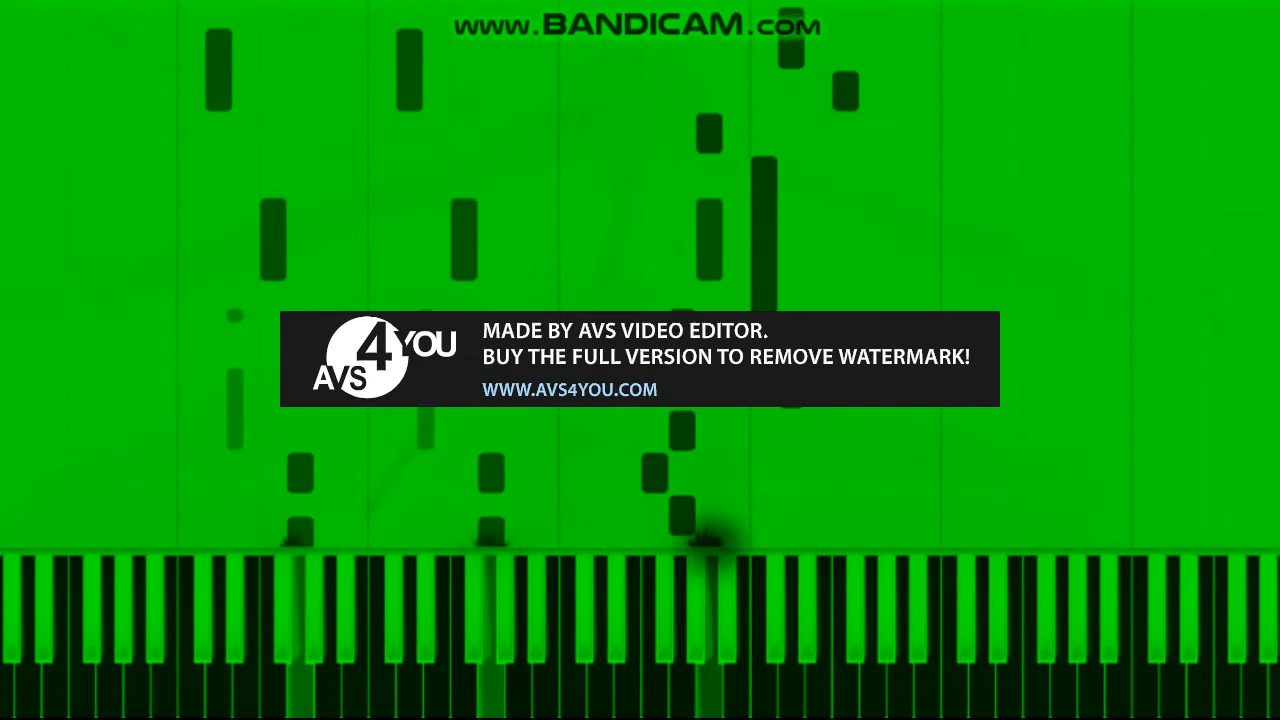 www.BANDICAM.com
AVS4YOU
MADE BY AVS VIDEO EDITOR.
BUY THE FULL VERSION TO REMOVE WATERMARK!
WWW.AVS4YOU.COM